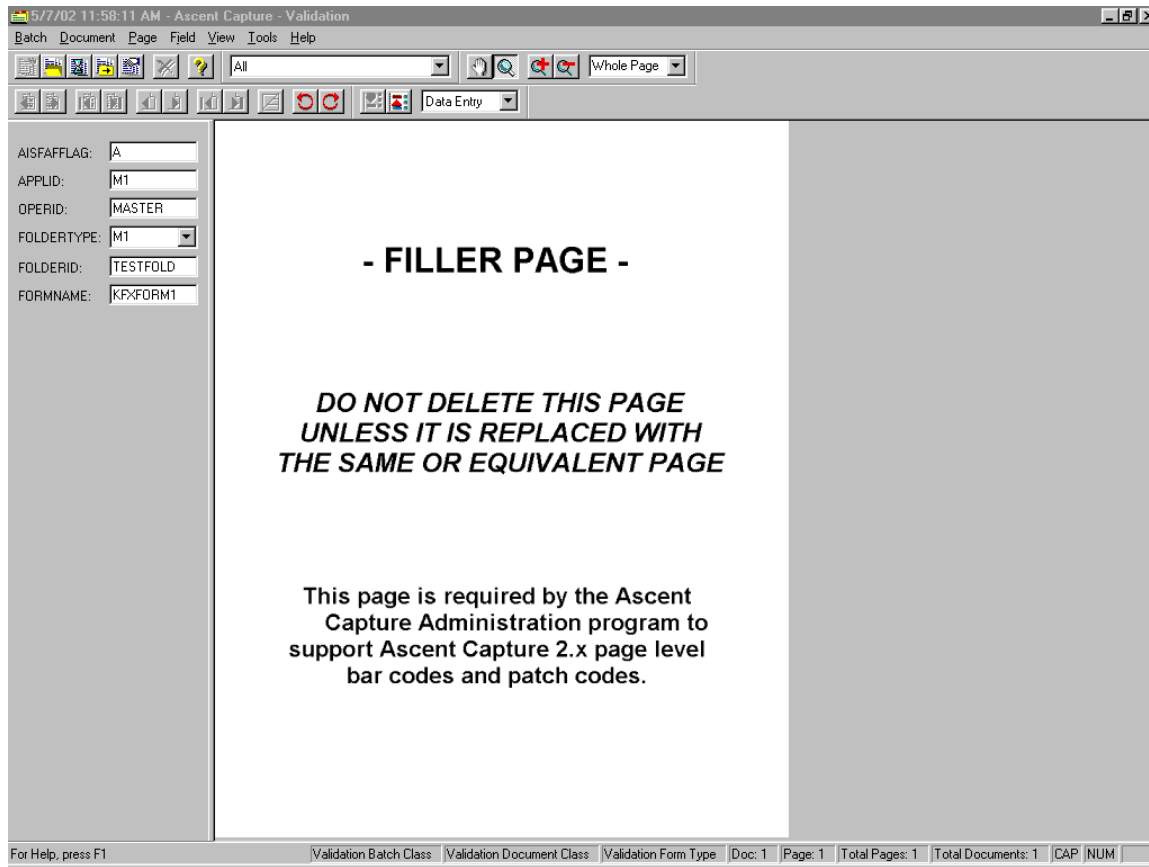 5/7/02 11:58:11 AM - Ascent Capture - Validation
Batch Document Page Field View Tools Help
All
Whole Page
Data Entry
AISFAFFLAG: A
APPLID: M1
OPERID: MASTER
FOLDERTYPE: M1
FOLDERID: TESTFOLD
FORMNAME: KFXFORM1
- FILLER PAGE -
DO NOT DELETE THIS PAGE
UNLESS IT IS REPLACED WITH
THE SAME OR EQUIVALENT PAGE
This page is required by the Ascent
Capture Administration program to
support Ascent Capture 2.x page level
bar codes and patch codes.
For Help, press F1 Validation Batch Class Validation Document Class Validation Form Type Doc: 1 Page: 1 Total Pages: 1 Total Documents: 1 CAP NUM